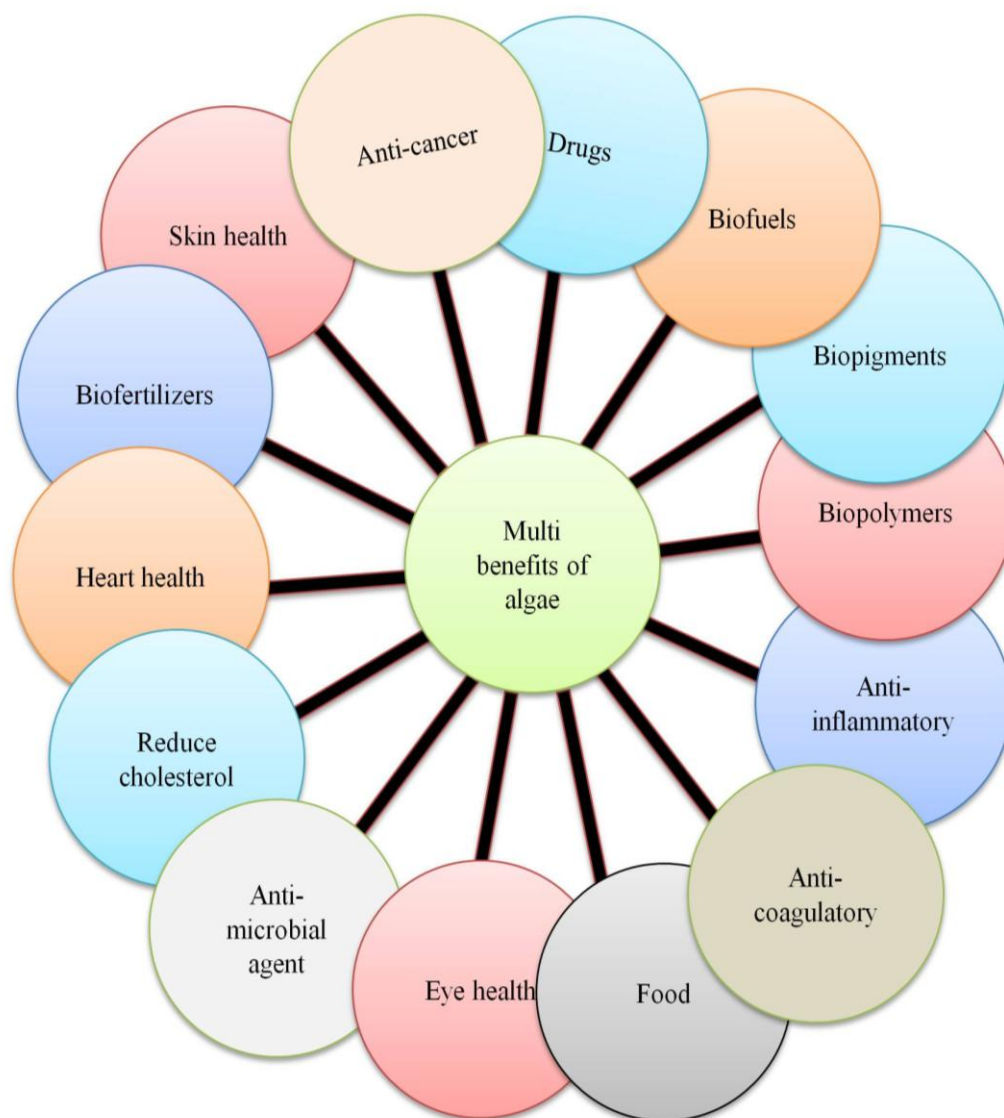 Anti-cancer
Drugs
Biofuels
Biopigments
Biopolymers
Anti-
inflammatory
Anti-
coagulatory
Food
Eye health
Anti-
microbial
agent
Reduce
cholesterol
Heart health
Biofertilizers
Skin health
Multi
benefits of
algae